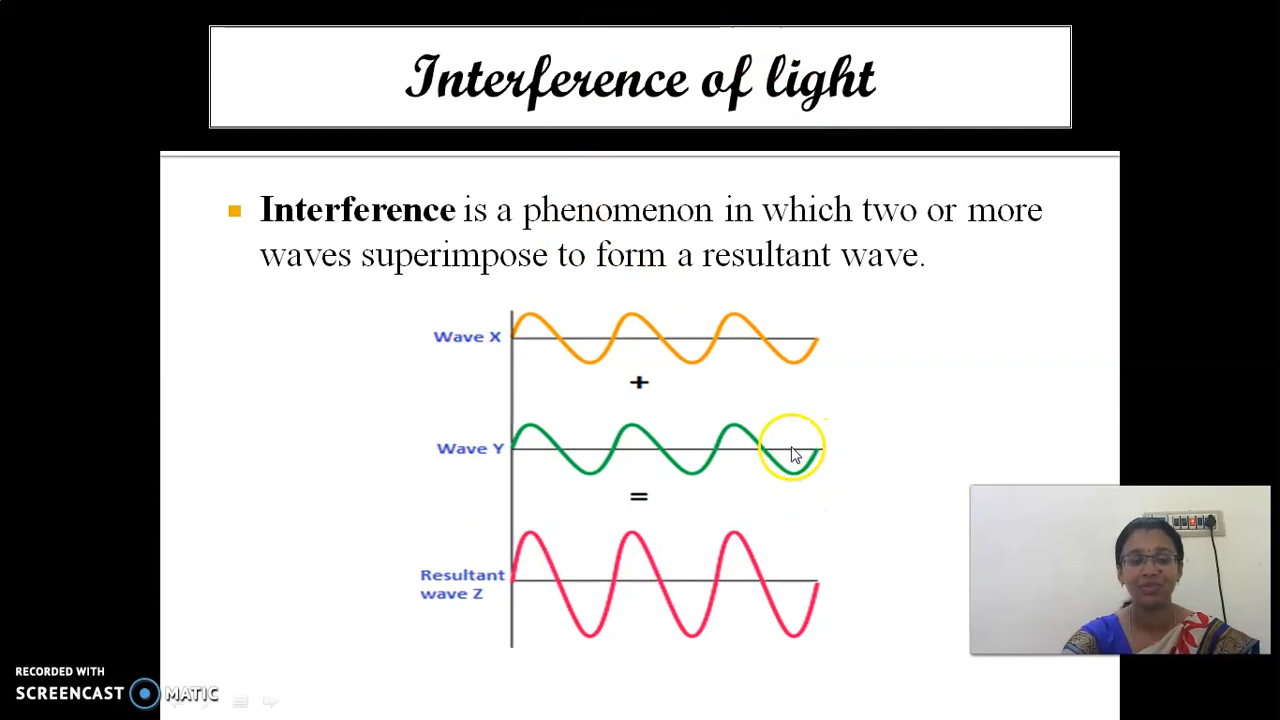 Interference of light
Interference is a phenomenon in which two or more
waves superimpose to form a resultant wave.
Wave X
+
Wave Y
=
Resultant
wave Z
RECORDED WITH
SCREENCAST MATIC